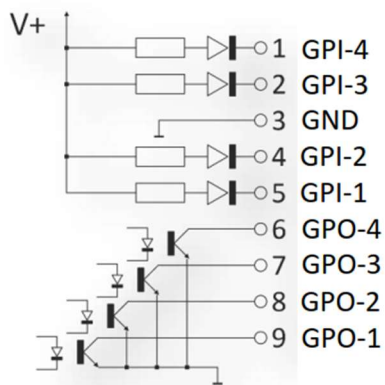 V+
1 GPI-4
2 GPI-3
3 GND
4 GPI-2
5 GPI-1
6 GPO-4
7 GPO-3
8 GPO-2
9 GPO-1